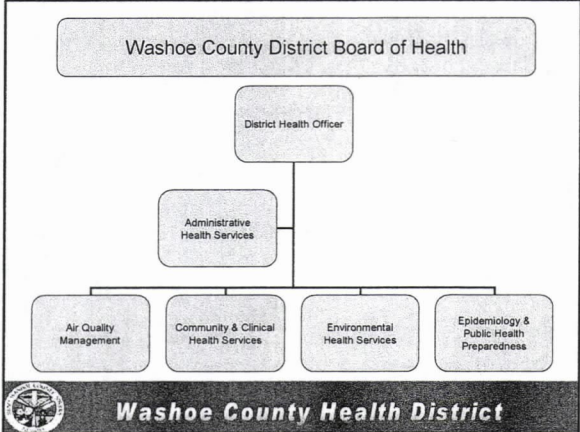 Washoe County District Board of Health
District Health Officer
Administrative
Health Services
Air Quality
Management
Community & Clinical
Health Services
Environmental
Health Services
Epidemiology &
Public Health
Preparedness
Washoe County Health District